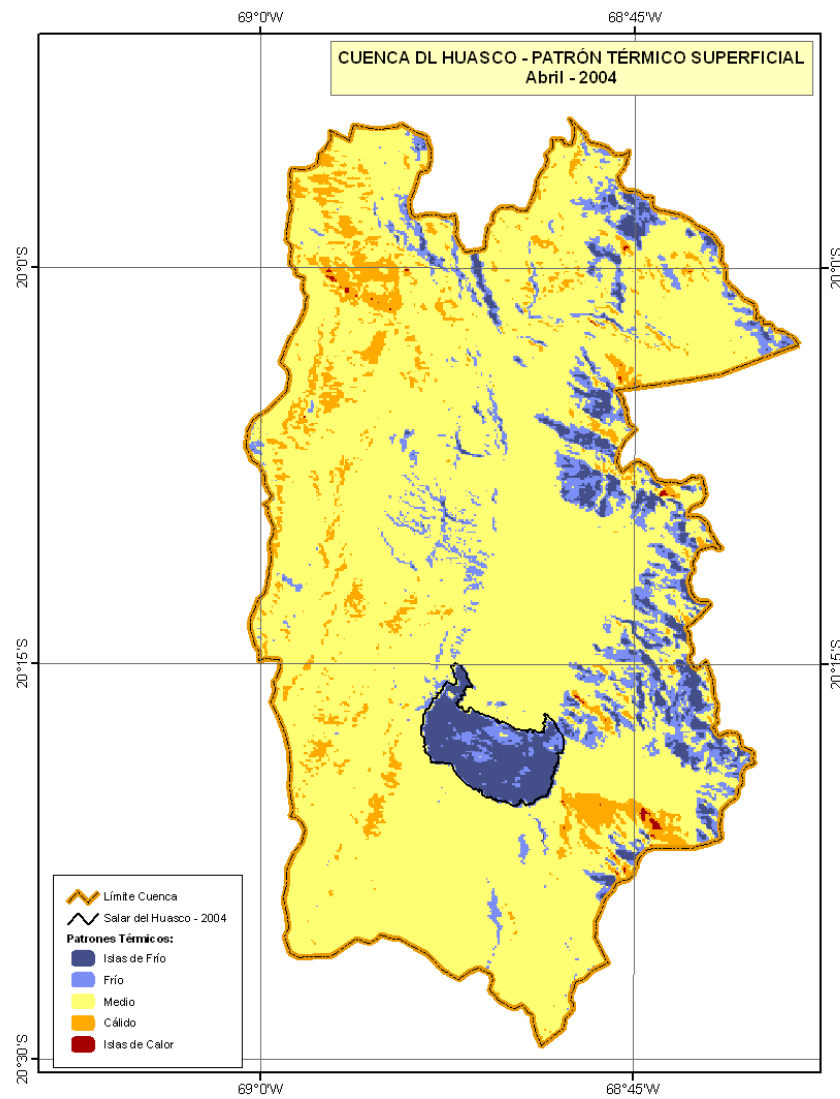 69°0'W
68°45'W
CUENCA DL HUASCO - PATRÓN TÉRMICO SUPERFICIAL
Abril - 2004
20°0'S
20°0'S
20°15'S
20°15'S
Límite Cuenca
Salar del Huasco - 2004
Patrones Térmicos:
Islas de Frío
Frío
Medio
Cálido
Islas de Calor
20°30'S
20°30'S
69°0'W
68°45'W